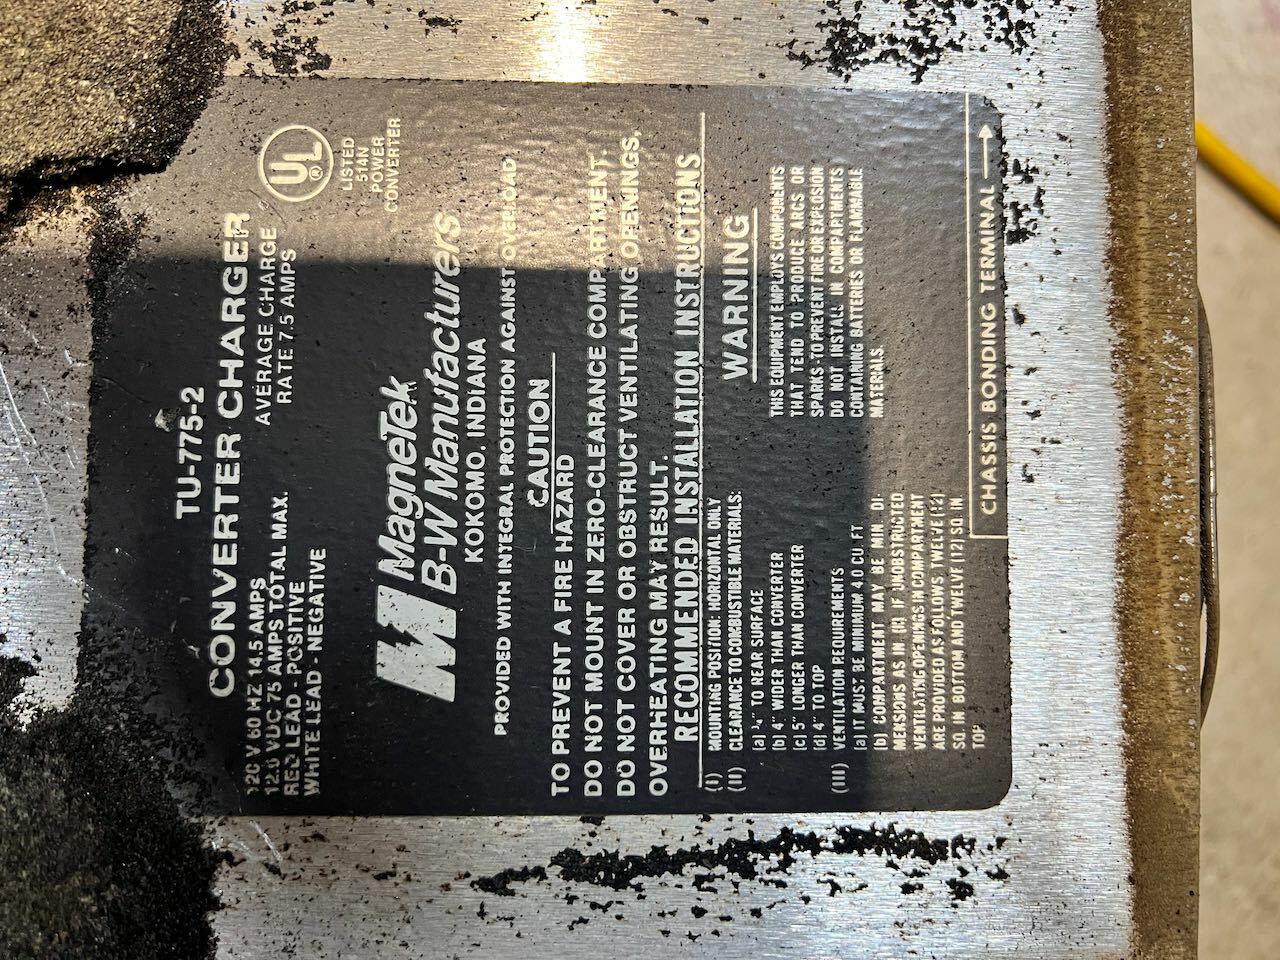 TU-775-2
CONVERTER CHARGER
120 V 60 HZ 14.5 AMPS
12.0 VDC 75 AMPS TOTAL MAX.
RED LEAD - POSITIVE
WHITE LEAD - NEGATIVE
AVERAGE CHARGE
RATE 7.5 AMPS
UL ®
LISTED
514N
POWER
CONVERTER
MagneTek
B-W Manufacturers
KOKOMO, INDIANA
PROVIDED WITH INTEGRAL PROTECTION AGAINST OVERLOAD
CAUTION
TO PREVENT A FIRE HAZARD
DO NOT MOUNT IN ZERO-CLEARANCE COMPARTMENT.
DO NOT COVER OR OBSTRUCT VENTILATING OPENINGS,
OVERHEATING MAY RESULT.
RECOMMENDED INSTALLATION INSTRUCTIONS
(I) MOUNTING POSITION: HORIZONTAL ONLY
(II) CLEARANCE TO COMBUSTIBLE MATERIALS:
(a) TO REAR SURFACE
(b) 4" WIDER THAN CONVERTER
(c) 5" LONGER THAN CONVERTER
(d) 4" TO TOP
(III) VENTILATION REQUIREMENTS
(a) IT MUST BE MINIMUM 4.0 CU. FT
(b) COMPARTMENT MAY BE MIN. DI-
MENSIONS AS IN (C) IF UNOBSTRUCTED
VENTILATING OPENINGS IN COMPARTMENT
ARE PROVIDED AS FOLLOWS TWELVE (12)
SQ. IN BOTTOM AND TWELVE (12) SQ. IN
TOP
WARNING
THIS EQUIPMENT EMPLOYS COMPONENTS
THAT TEND TO PRODUCE ARCS OR
SPARKS-TO PREVENT FIRE OR EXPLOSION
DO NOT INSTALL IN COMPARTMENTS
CONTAINING BATTERIES OR FLAMMABLE
MATERIALS.
CHASSIS BONDING TERMINAL →